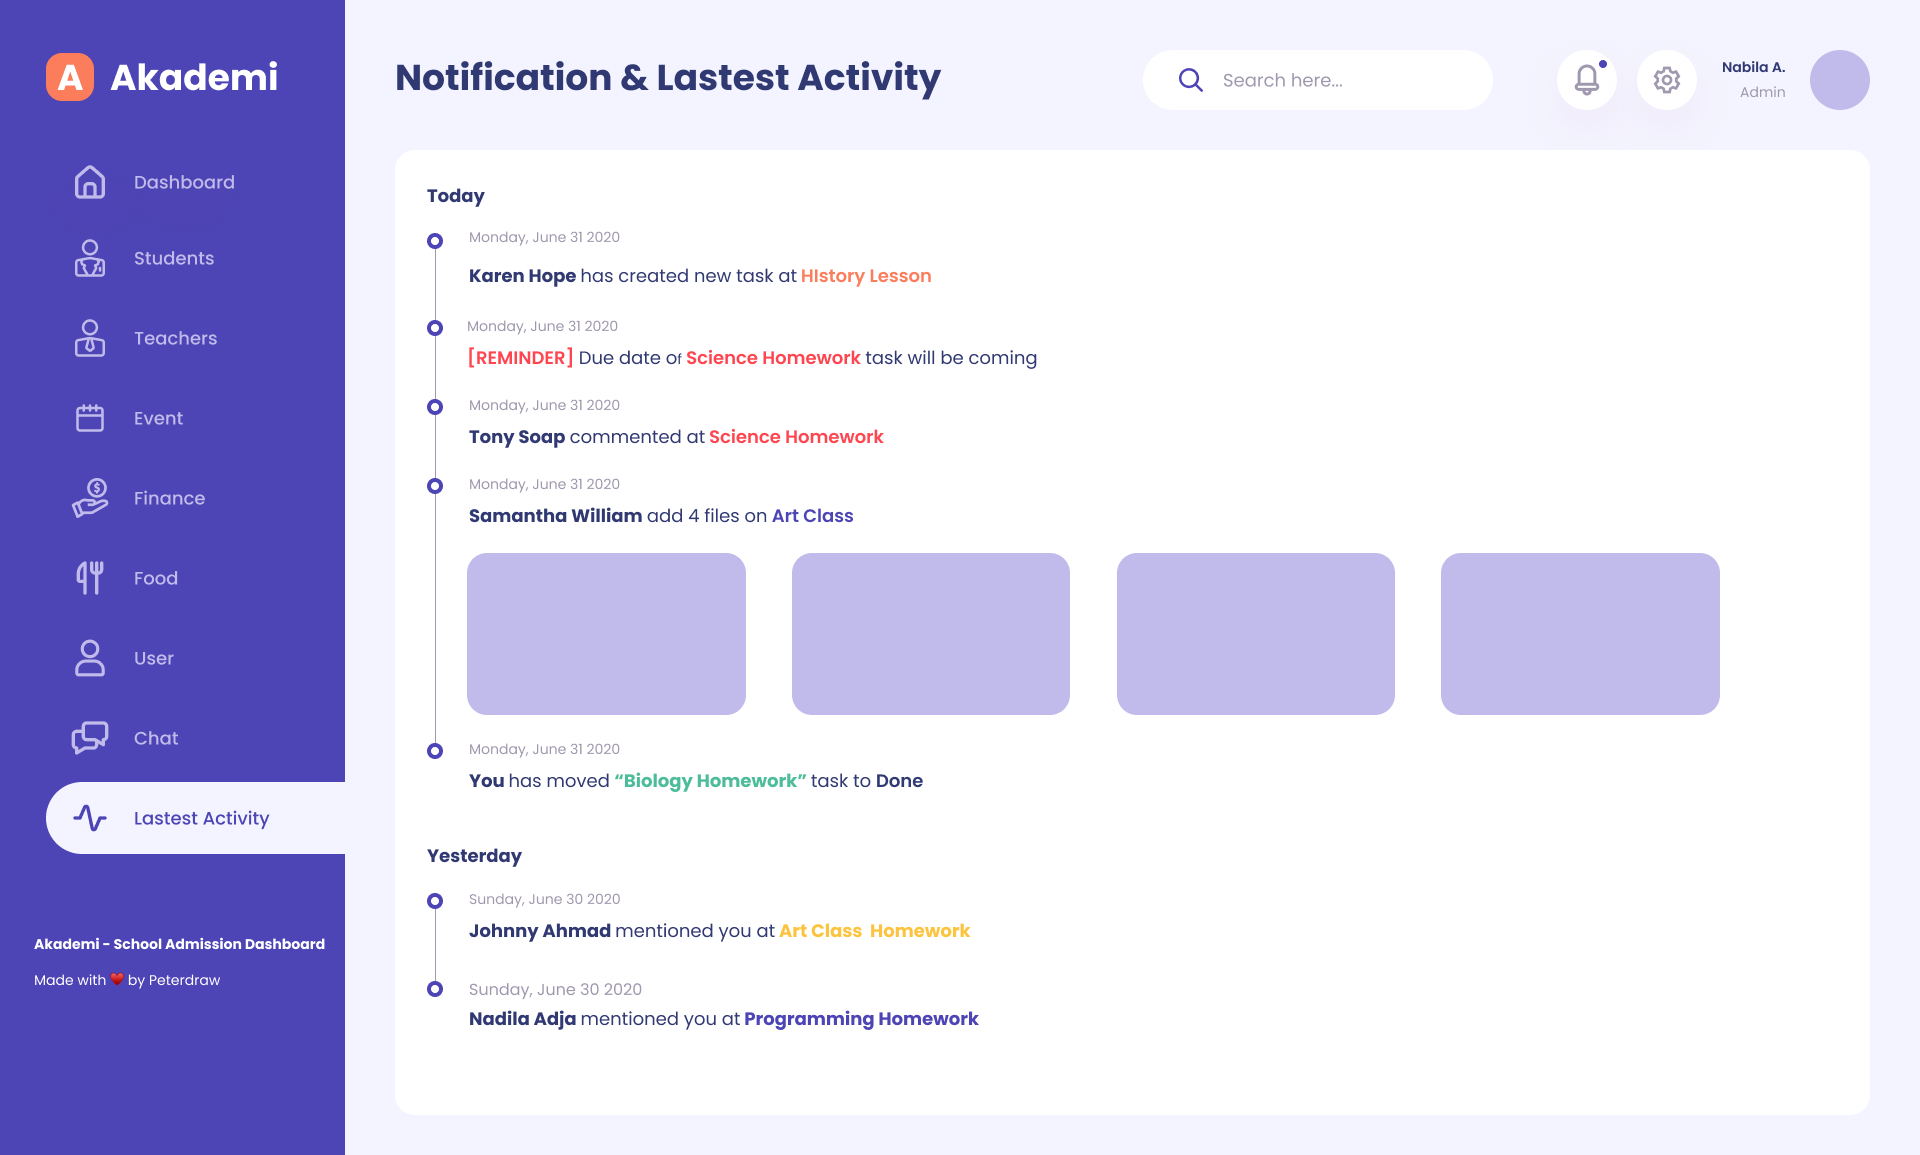 A Akademi
Notification & Lastest Activity
Search here...
Nabila A.
Admin
Dashboard
Students
Teachers
Event
Finance
Food
User
Chat
Lastest Activity
Akademi - School Admission Dashboard
Made with ❤️ by Peterdraw
Today
Monday, June 31 2020
Karen Hope has created new task at HIstory Lesson
Monday, June 31 2020
[REMINDER] Due date of Science Homework task will be coming
Monday, June 31 2020
Tony Soap commented at Science Homework
Monday, June 31 2020
Samantha William add 4 files on Art Class
Monday, June 31 2020
You has moved “Biology Homework” task to Done
Yesterday
Sunday, June 30 2020
Johnny Ahmad mentioned you at Art Class  Homework
Sunday, June 30 2020
Nadila Adja mentioned you at Programming Homework